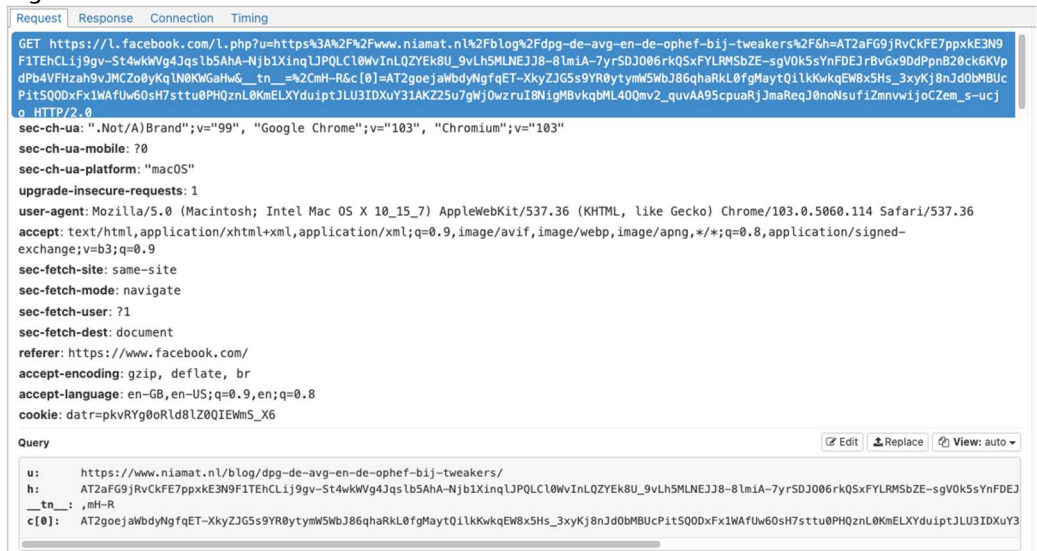 Request Response Connection Timing
GET https://l.facebook.com/l.php?u=https%3A%2F%2Fwww.niamat.nl%2Fblog%2Fdpg-de-avg-en-de-ophef-bij-tweakers%2F&h=AT2aFG9jRvCkFE7ppxkE3N9
F1TEhCLij9gv-St4wkWVg4Jqslb5AhA-Njb1XinqlJPQLCl0WvInLQZYEk8U_9vLh5MLNEJJ8-8lmiA-7yrSDJO06rkQSxFYLRMSbZE-sgVOk5sYnFDEJrBvGx9DdPpnB20ck6KVp
dPb4VFHzah9vJMCZo0yKqlN0KWGaHw&__tn__=%2CmH-R&c[0]=AT2goejaWbdyNgfqET-XkyZJG5s9YR0ytymW5WbJ86qhaRkL0fgMaytQilkKwkqEW8x5Hs_3xyKj8nJdObMBUc
PitSQODxFx1WAfUw6OsH7sttu0PHQznL0KmELXYduiptJLU3IDXuY31AKZ25u7gWjOwzruI8NigMBvkqbML4OQmv2_quvAA95cpuaRjJmaReqJ0noNsufiZmnvwijoCZem_s-ucj
o HTTP/2.0
sec-ch-ua: ".Not/A)Brand";v="99", "Google Chrome";v="103", "Chromium";v="103"
sec-ch-ua-mobile: ?0
sec-ch-ua-platform: "macOS"
upgrade-insecure-requests: 1
user-agent: Mozilla/5.0 (Macintosh; Intel Mac OS X 10_15_7) AppleWebKit/537.36 (KHTML, like Gecko) Chrome/103.0.5060.114 Safari/537.36
accept: text/html,application/xhtml+xml,application/xml;q=0.9,image/avif,image/webp,image/apng,*/*;q=0.8,application/signed-
exchange;v=b3;q=0.9
sec-fetch-site: same-site
sec-fetch-mode: navigate
sec-fetch-user: ?1
sec-fetch-dest: document
referer: https://www.facebook.com/
accept-encoding: gzip, deflate, br
accept-language: en-GB,en-US;q=0.9,en;q=0.8
cookie: datr=pkvRYg0oRld8lZ0QIEWmS_X6
Query Edit Replace View: auto
u: https://www.niamat.nl/blog/dpg-de-avg-en-de-ophef-bij-tweakers/
h: AT2aFG9jRvCkFE7ppxkE3N9F1TEhCLij9gv-St4wkWVg4Jqslb5AhA-Njb1XinqlJPQLCl0WvInLQZYEk8U_9vLh5MLNEJJ8-8lmiA-7yrSDJO06rkQSxFYLRMSbZE-sgVOk5sYnFDEJ
__tn__: ,mH-R
c[0]: AT2goejaWbdyNgfqET-XkyZJG5s9YR0ytymW5WbJ86qhaRkL0fgMaytQilkKwkqEW8x5Hs_3xyKj8nJdObMBUcPitSQODxFx1WAfUw6OsH7sttu0PHQznL0KmELXYduiptJLU3IDXuY3